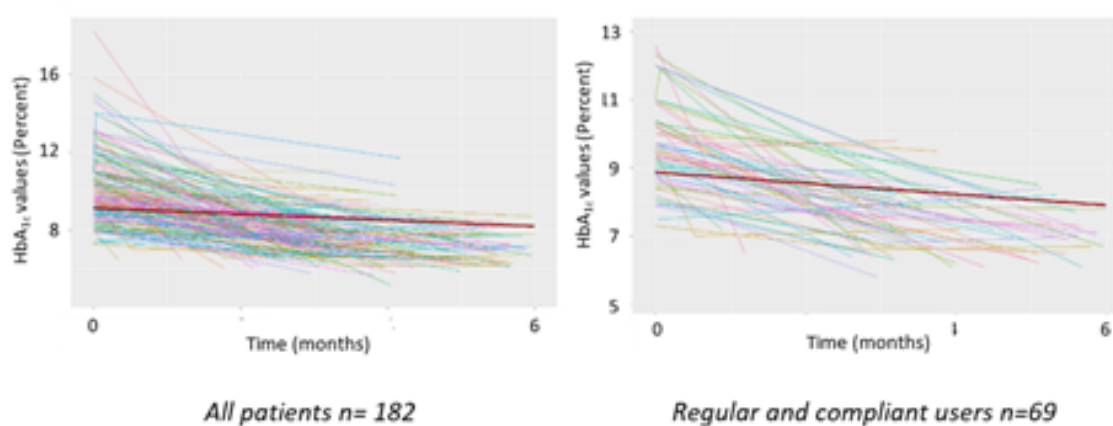 HbA1c values (Percent)
16
12
8
0
6
Time (months)
All patients n= 182
HbA1c values (Percent)
13
11
9
7
5
0
6
Time (months)
Regular and compliant users n=69